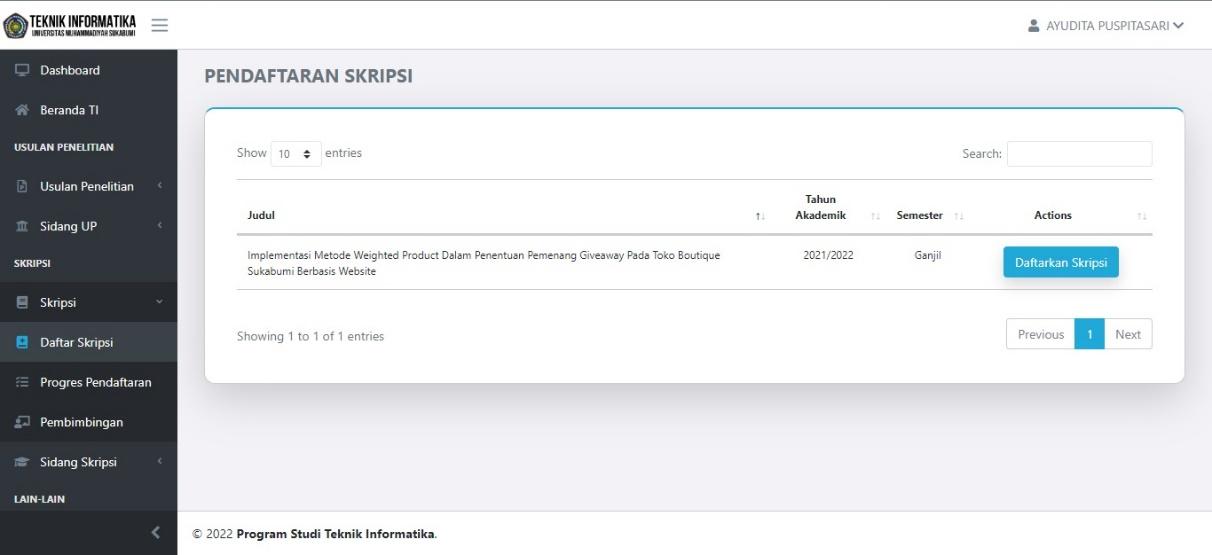 TEKNIK INFORMATIKA
UNIVERSITAS MUHAMMADIYAH SUKABUMI
AYUDITA PUSPITASARI
Dashboard
Beranda TI
USULAN PENELITIAN
Usulan Penelitian
Sidang UP
SKRIPSI
Skripsi
Daftar Skripsi
Progres Pendaftaran
Pembimbingan
Sidang Skripsi
LAIN-LAIN
PENDAFTARAN SKRIPSI
Show 10 entries
Search:
Judul
Tahun
Akademik
Semester
Actions
Implementasi Metode Weighted Product Dalam Penentuan Pemenang Giveaway Pada Toko Boutique
Sukabumi Berbasis Website
2021/2022
Ganjil
Daftarkan Skripsi
Showing 1 to 1 of 1 entries
Previous 1 Next
© 2022 Program Studi Teknik Informatika.